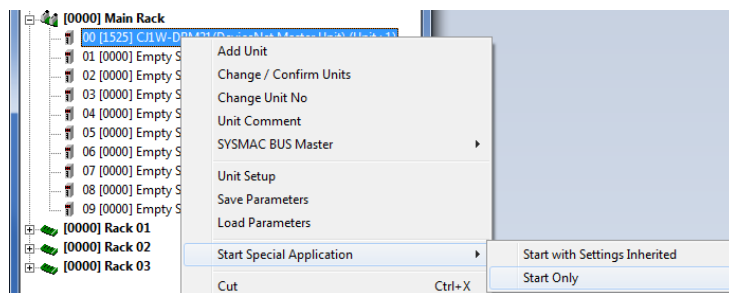 [0000] Main Rack
00 [1525] CJ1W-DRM21(DeviceNet Master Unit) (Unit : 1)
01 [0000] Empty S
02 [0000] Empty S
03 [0000] Empty S
04 [0000] Empty S
05 [0000] Empty S
06 [0000] Empty S
07 [0000] Empty S
08 [0000] Empty S
09 [0000] Empty S
[0000] Rack 01
[0000] Rack 02
[0000] Rack 03
Add Unit
Change / Confirm Units
Change Unit No
Unit Comment
SYSMAC BUS Master
Unit Setup
Save Parameters
Load Parameters
Start Special Application
Cut Ctrl+X
Start with Settings Inherited
Start Only